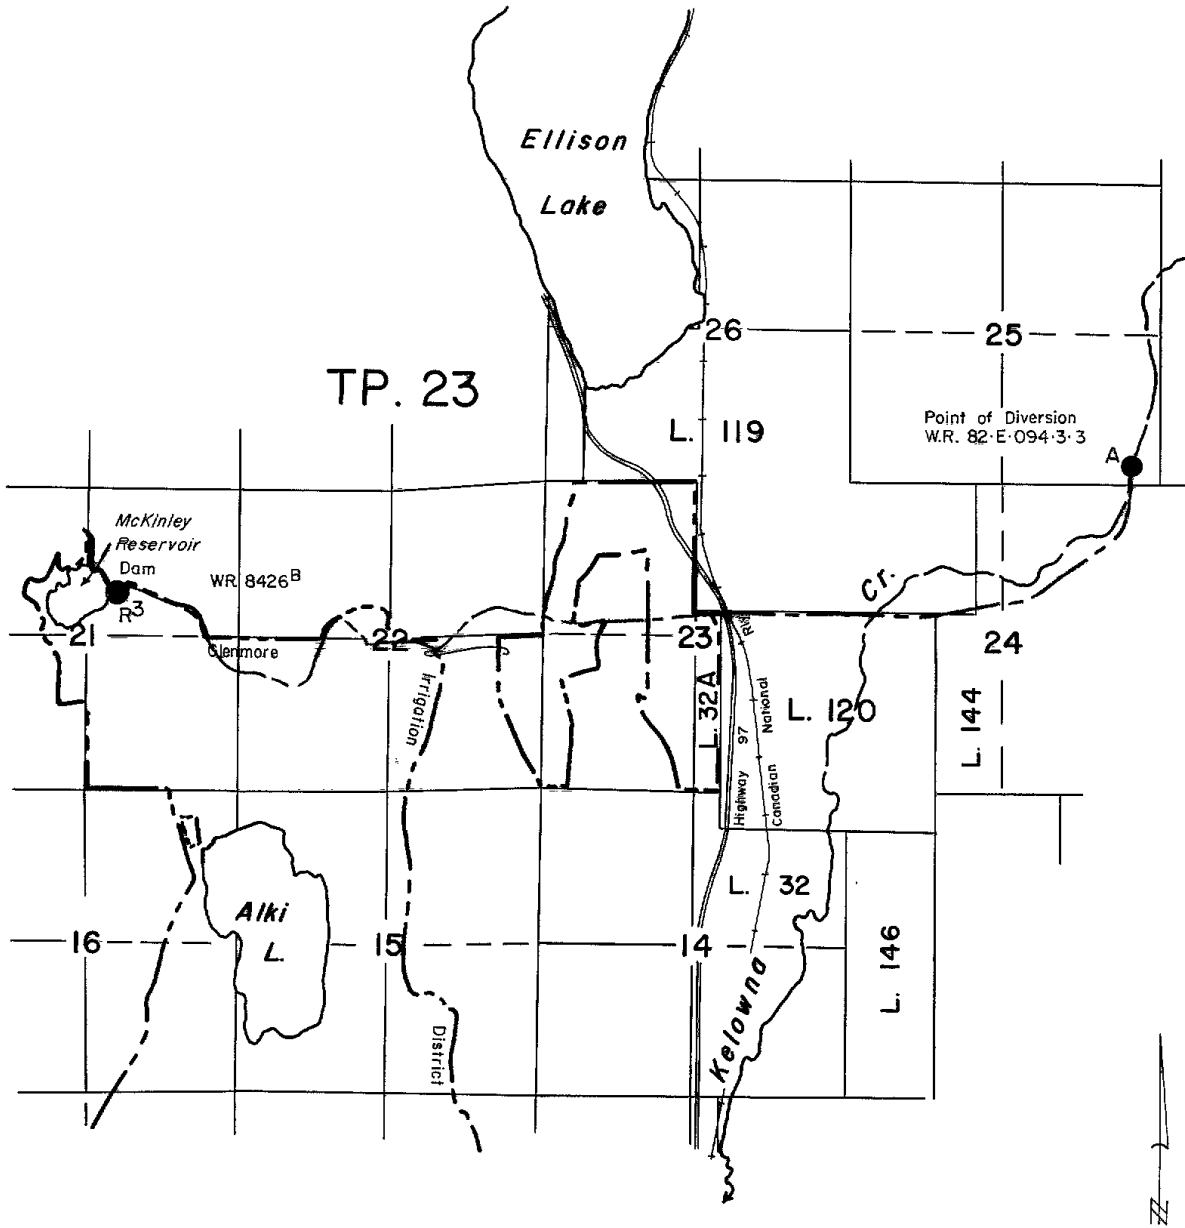 Ellison
Lake
26
25
TP. 23
Point of Diversion
W.R. 82·E·094·3·3
L. 119
A
McKinley
Reservoir
Dam
WR 8426B
R3
Cr.
21
22
23
24
Glenmore
Rly
Irrigation
L. 32A
National
L. 120
L. 144
97
Highway
Canadian
L. 32
Alki
L.
16
15
14
L. 146
Kelowna
District
N